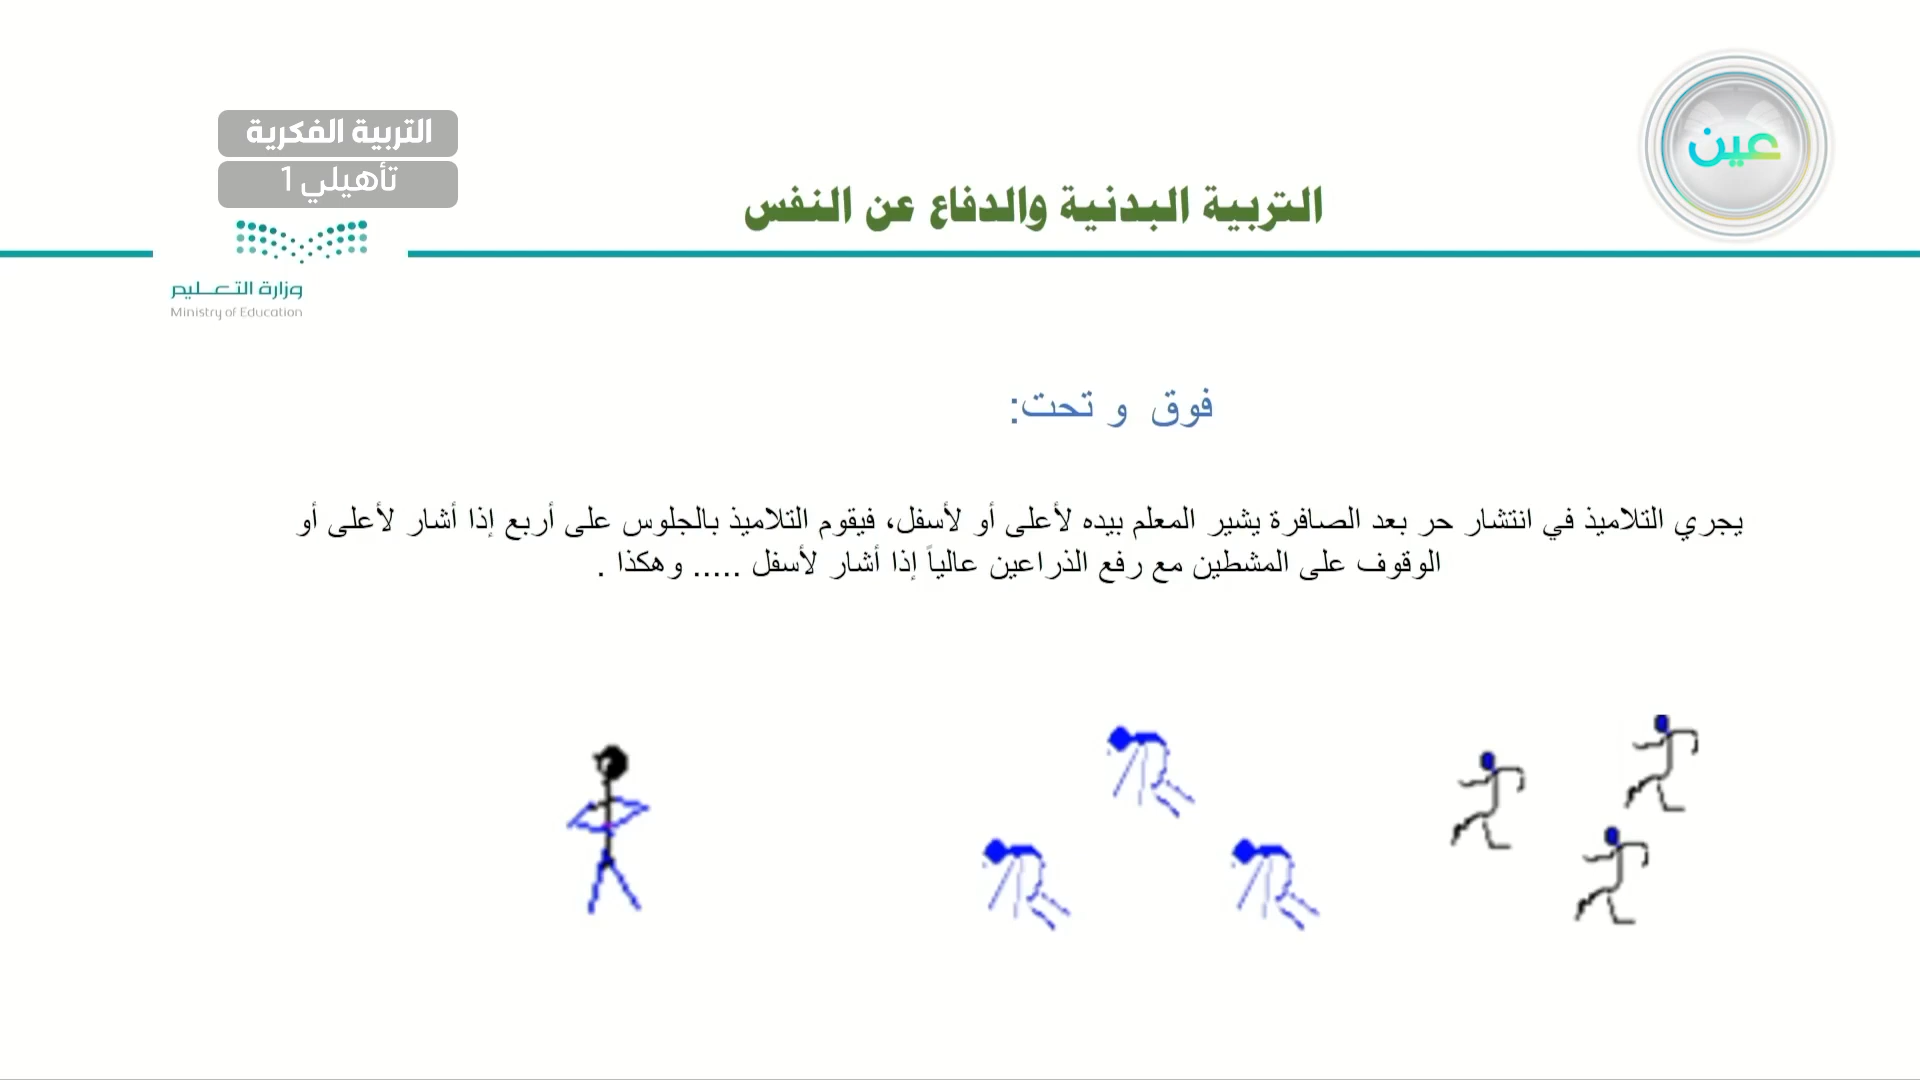 عين
التربية الفكرية
تأهيلي 1
التربية البدنية والدفاع عن النفس
وزارة التعليم
Ministry of Education
فوق و تحت:
يجري التلاميذ في انتشار حر بعد الصافرة يشير المعلم بيده لأعلى أو لأسفل، فيقوم التلاميذ بالجلوس على أربع إذا أشار لأعلى أو
الوقوف على المشطين مع رفع الذراعين عالياً إذا أشار لأسفل ..... وهكذا .